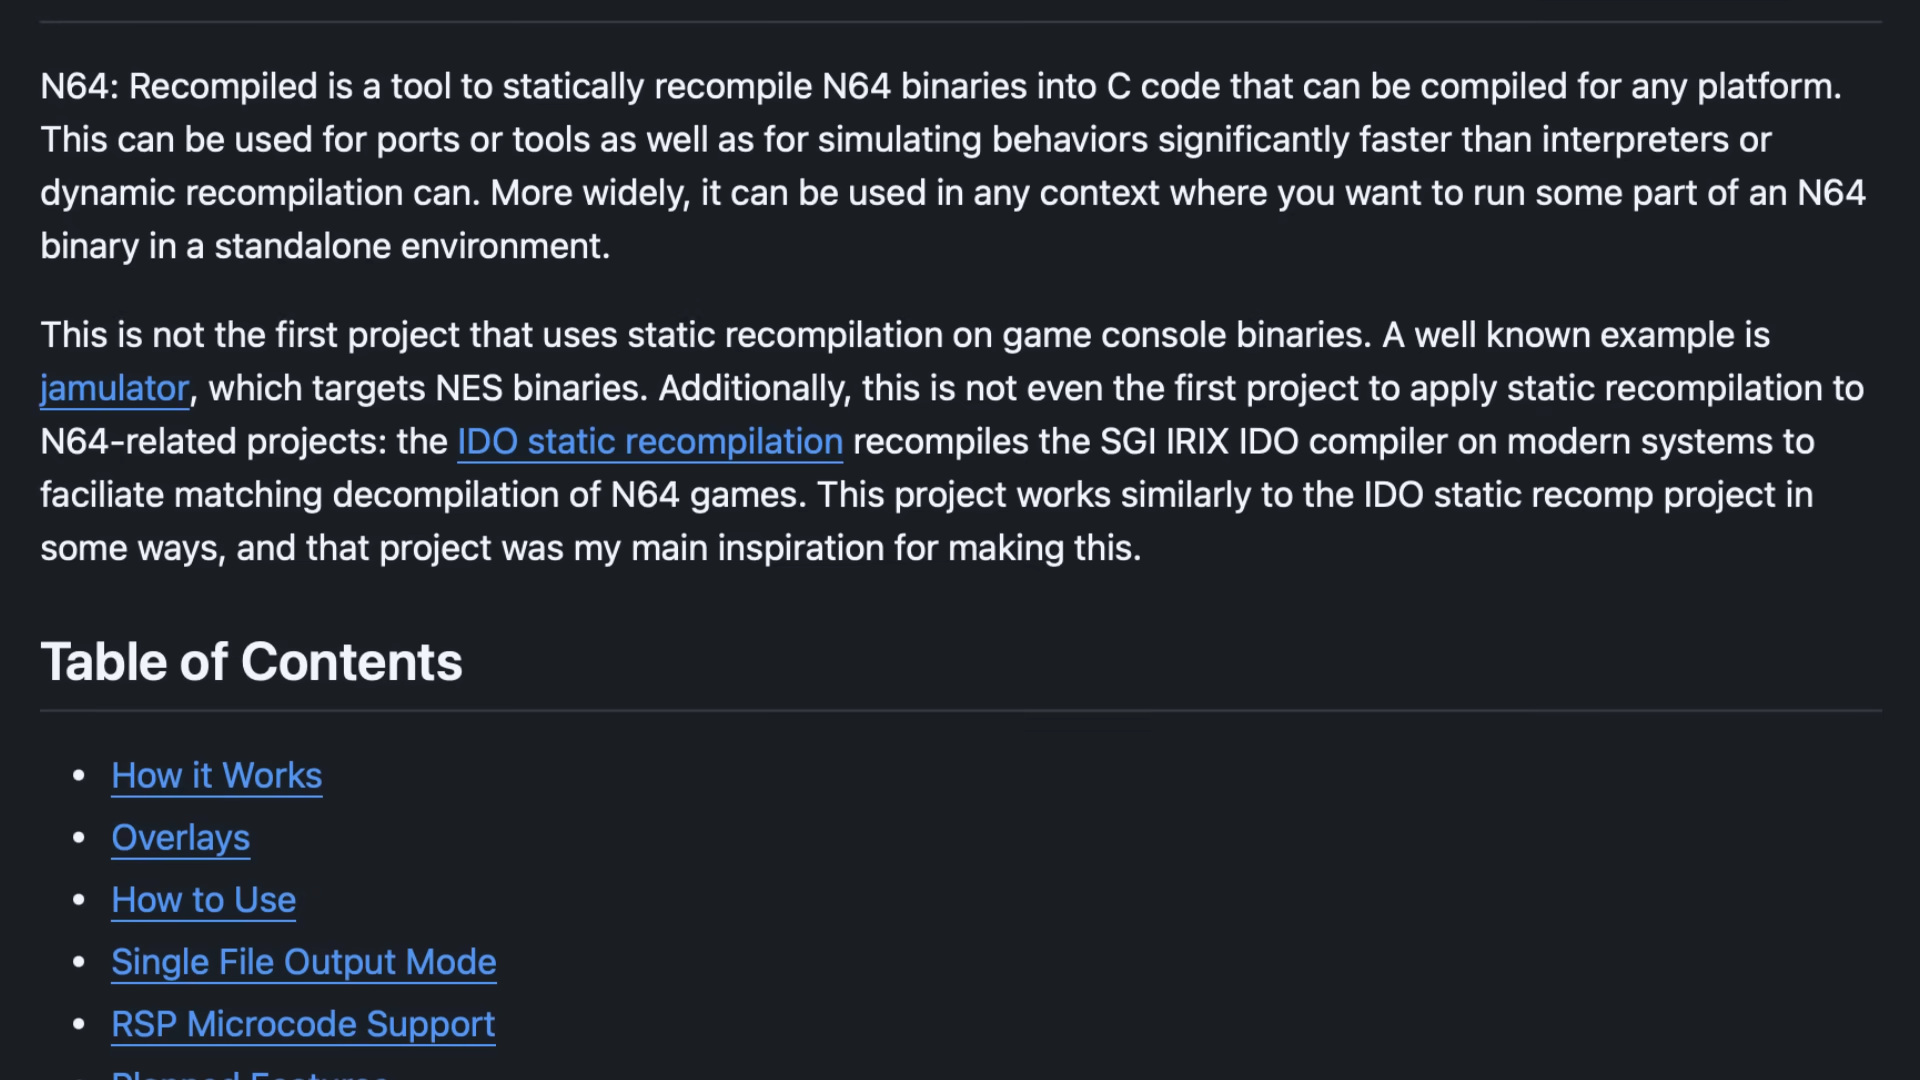 N64: Recompiled is a tool to statically recompile N64 binaries into C code that can be compiled for any platform.
This can be used for ports or tools as well as for simulating behaviors significantly faster than interpreters or
dynamic recompilation can. More widely, it can be used in any context where you want to run some part of an N64
binary in a standalone environment.
This is not the first project that uses static recompilation on game console binaries. A well known example is
jamulator, which targets NES binaries. Additionally, this is not even the first project to apply static recompilation to
N64-related projects: the IDO static recompilation recompiles the SGI IRIX IDO compiler on modern systems to
faciliate matching decompilation of N64 games. This project works similarly to the IDO static recomp project in
some ways, and that project was my main inspiration for making this.
Table of Contents
• How it Works
• Overlays
• How to Use
• Single File Output Mode
• RSP Microcode Support
Planned Features